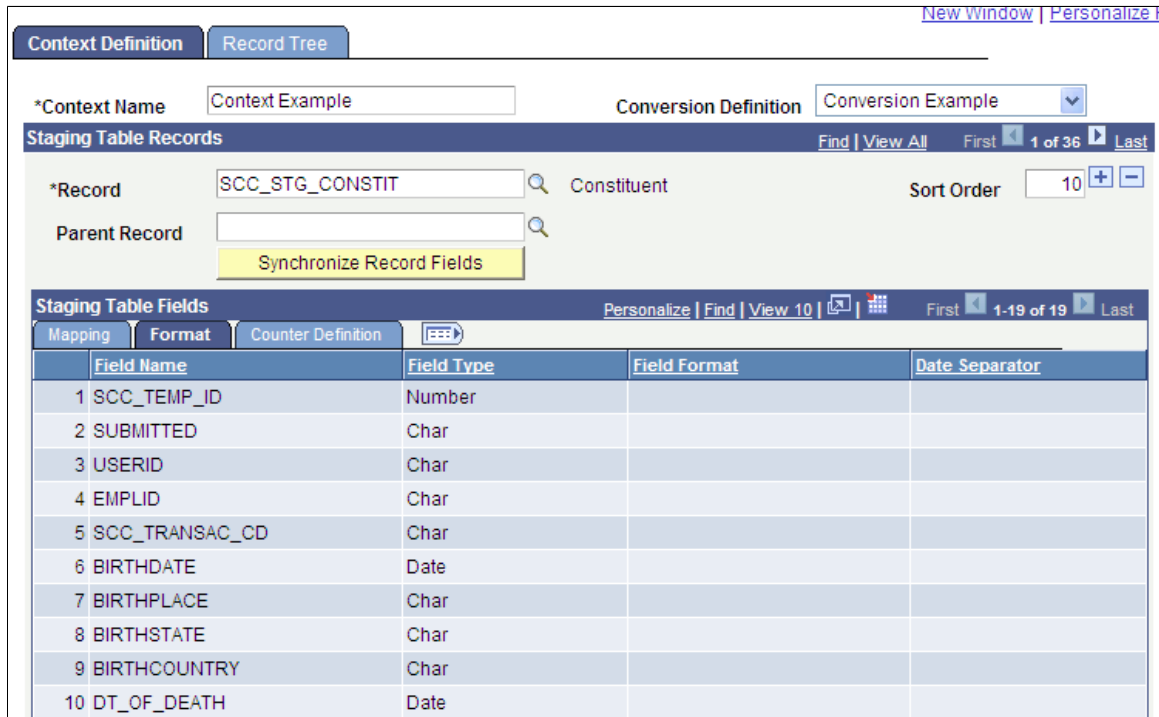 New Window | Personalize
Context Definition Record Tree
*Context Name Context Example Conversion Definition Conversion Example
Staging Table Records Find | View All First 1 of 36 Last
*Record SCC_STG_CONSTIT Constituent Sort Order 10
Parent Record
Synchronize Record Fields
Staging Table Fields Personalize | Find | View 10 | | First 1-19 of 19 Last
Mapping Format Counter Definition
Field Name Field Type Field Format Date Separator
1 SCC_TEMP_ID Number
2 SUBMITTED Char
3 USERID Char
4 EMPLID Char
5 SCC_TRANSAC_CD Char
6 BIRTHDATE Date
7 BIRTHPLACE Char
8 BIRTHSTATE Char
9 BIRTHCOUNTRY Char
10 DT_OF_DEATH Date